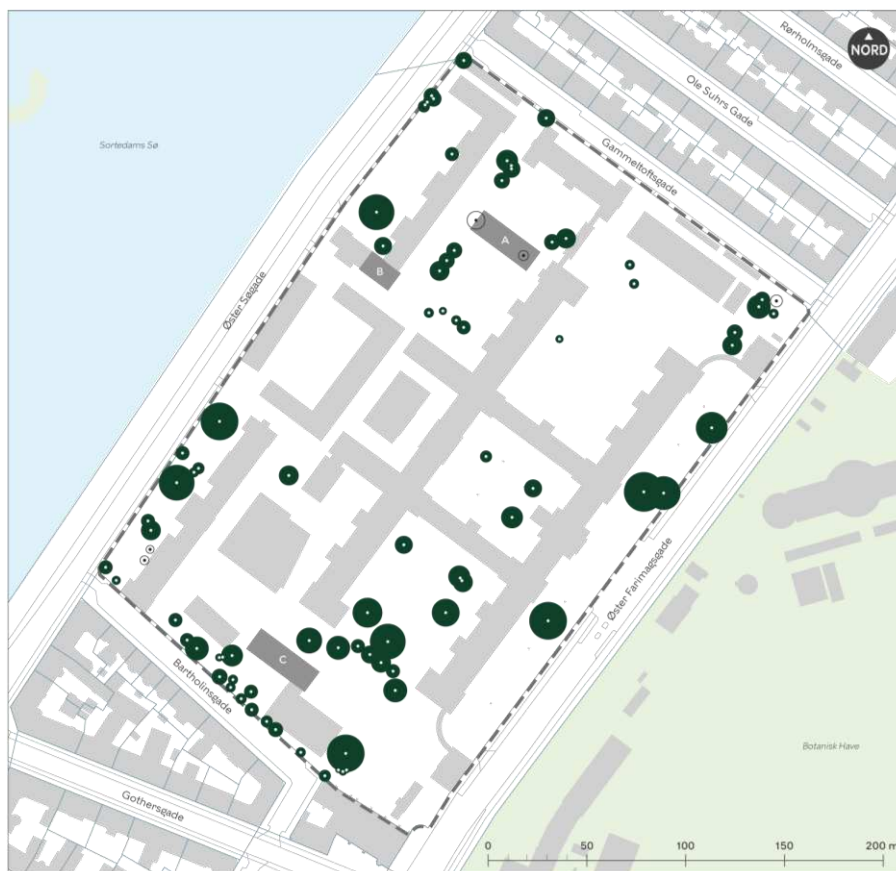 Rørholmsgade
NORD
Ole Suhrs Gade
Sortedams Sø
Gammeltoftsgade
A
B
Øster Søgade
Øster Farimagsgade
C
Bartholinsgade
Botanisk Have
Gothersgade
0 50 100 150 200 m